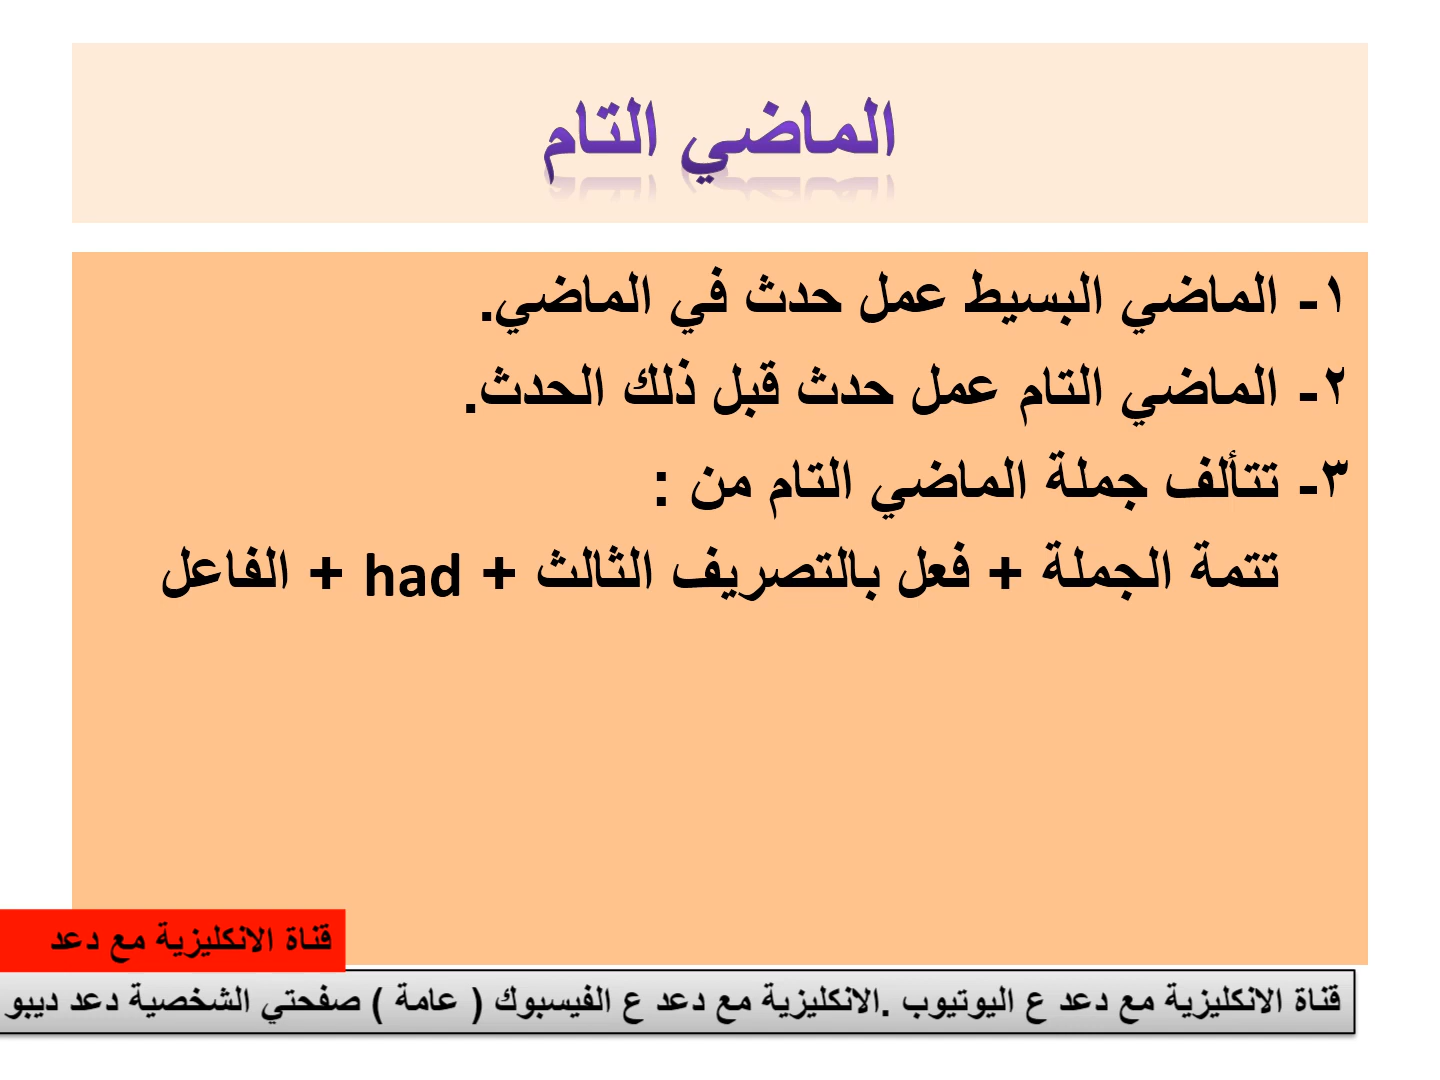 الماضي التام
١- الماضي البسيط عمل حدث في الماضي.
٢- الماضي التام عمل حدث قبل ذلك الحدث.
٣- تتألف جملة الماضي التام من :
تتمة الجملة + فعل بالتصريف الثالث + had + الفاعل
قناة الانكليزية مع دعد
قناة الانكليزية مع دعد ع اليوتيوب .الانكليزية مع دعد ع الفيسبوك ( عامة ) صفحتي الشخصية دعد ديبو